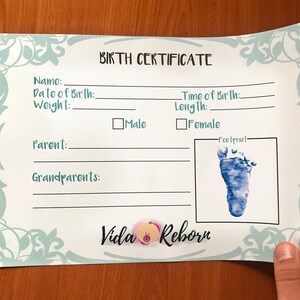 BIRTH CERTIFICATE
Name:
Date of Birth: Time of Birth:
Weight: Length:
Male Female
Footprint
Parent:
Grandparents:
Vida Reborn